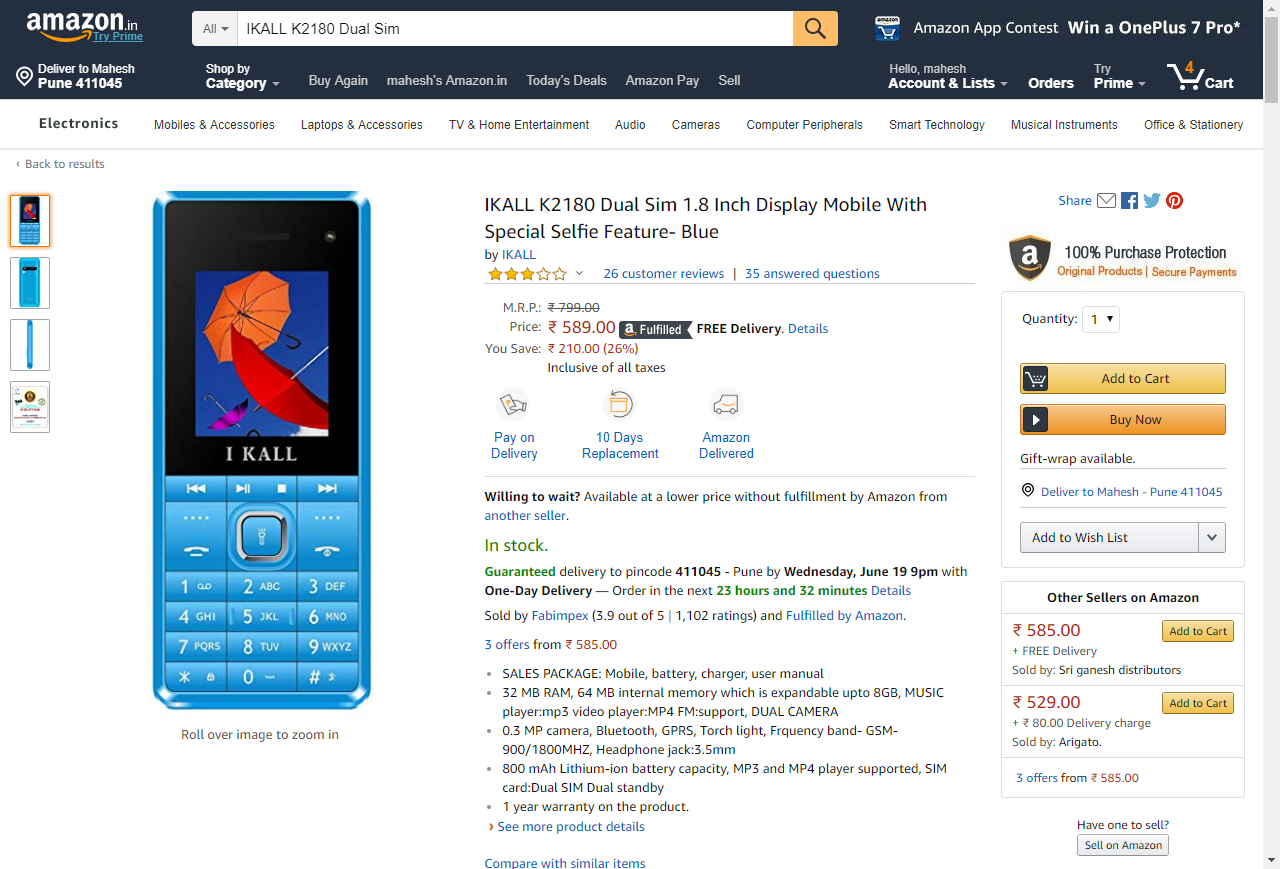 amazon.in
Try Prime
All
IKALL K2180 Dual Sim
amazon
Amazon App Contest Win a OnePlus 7 Pro*
Deliver to Mahesh
Pune 411045
Shop by
Category
Buy Again
mahesh's Amazon.in
Today's Deals
Amazon Pay
Sell
Hello, mahesh
Account & Lists
Orders
Try
Prime
4
Cart
Electronics
Mobiles & Accessories
Laptops & Accessories
TV & Home Entertainment
Audio
Cameras
Computer Peripherals
Smart Technology
Musical Instruments
Office & Stationery
‹ Back to results
I KALL
1
2 ABC
3 DEF
4 GHI
5 JKL
6 MNO
7 PQRS
8 TUV
9 WXYZ
* 0 #
Roll over image to zoom in
IKALL K2180 Dual Sim 1.8 Inch Display Mobile With
Special Selfie Feature- Blue
by IKALL
26 customer reviews | 35 answered questions
M.R.P.: ₹ 799.00
Price: ₹ 589.00 a Fulfilled FREE Delivery. Details
You Save: ₹ 210.00 (26%)
Inclusive of all taxes
Pay on
Delivery
10 Days
Replacement
Amazon
Delivered
Willing to wait? Available at a lower price without fulfillment by Amazon from
another seller.
In stock.
Guaranteed delivery to pincode 411045 - Pune by Wednesday, June 19 9pm with
One-Day Delivery — Order in the next 23 hours and 32 minutes Details
Sold by Fabimpex (3.9 out of 5 | 1,102 ratings) and Fulfilled by Amazon.
3 offers from ₹ 585.00
• SALES PACKAGE: Mobile, battery, charger, user manual
• 32 MB RAM, 64 MB internal memory which is expandable upto 8GB, MUSIC
player:mp3 video player:MP4 FM:support, DUAL CAMERA
• 0.3 MP camera, Bluetooth, GPRS, Torch light, Frquency band- GSM-
900/1800MHZ, Headphone jack:3.5mm
• 800 mAh Lithium-ion battery capacity, MP3 and MP4 player supported, SIM
card:Dual SIM Dual standby
• 1 year warranty on the product.
› See more product details
Compare with similar items
Share
a
100% Purchase Protection
Original Products | Secure Payments
Quantity: 1
Add to Cart
Buy Now
Gift-wrap available.
Deliver to Mahesh - Pune 411045
Add to Wish List
Other Sellers on Amazon
₹ 585.00
Add to Cart
+ FREE Delivery
Sold by: Sri ganesh distributors
₹ 529.00
Add to Cart
+ ₹ 80.00 Delivery charge
Sold by: Arigato.
3 offers from ₹ 585.00
Have one to sell?
Sell on Amazon